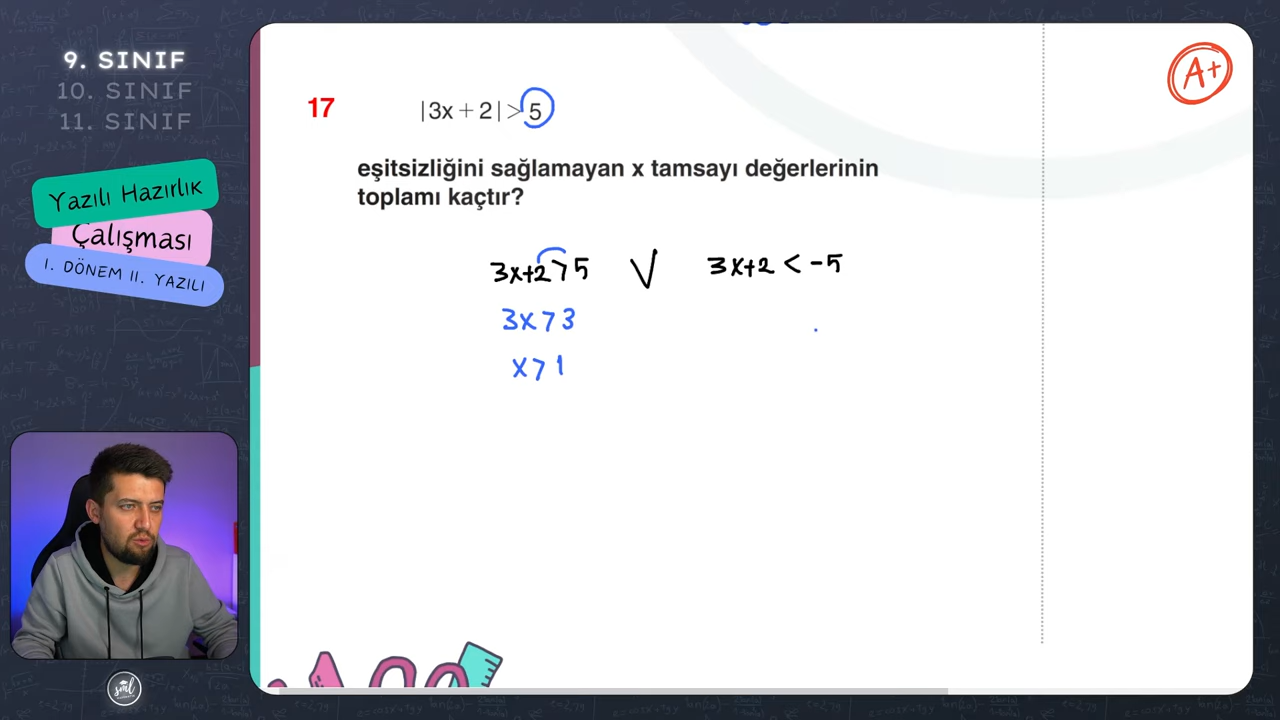 9. SINIF
10. SINIF
11. SINIF
Yazılı Hazırlık
Çalışması
I. DÖNEM II. YAZILI
A+
17
|3x + 2| > 5
eşitsizliğini sağlamayan x tamsayı değerlerinin
toplamı kaçtır?
3x+2 > 5 V 3x+2 < -5
3x > 3
x > 1
sml